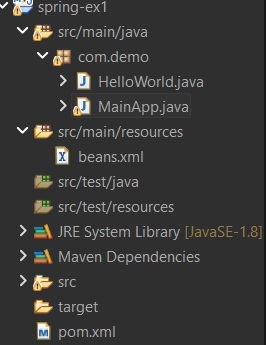 spring-ex1
src/main/java
com.demo
HelloWorld.java
MainApp.java
src/main/resources
beans.xml
src/test/java
src/test/resources
JRE System Library [JavaSE-1.8]
Maven Dependencies
src
target
pom.xml